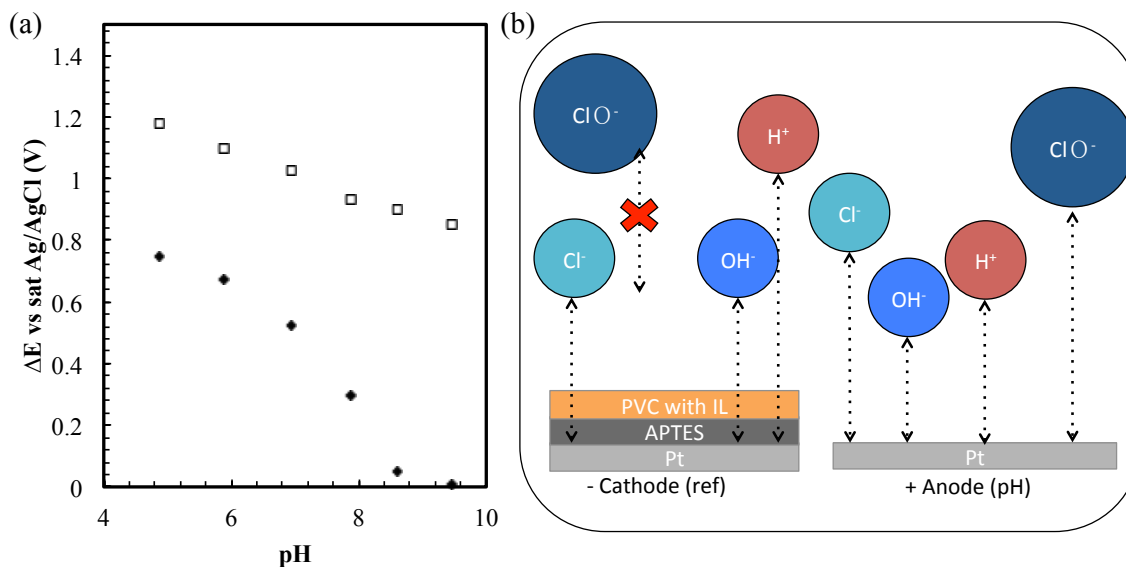 (a)
ΔE vs sat Ag/AgCl (V)
1.4
1.2
1
0.8
0.6
0.4
0.2
0
4
6
8
10
pH
(b)
ClO⁻
H⁺
ClO⁻
Cl⁻
Cl⁻
OH⁻
H⁺
OH⁻
PVC with IL
APTES
Pt
Pt
- Cathode (ref)
+ Anode (pH)